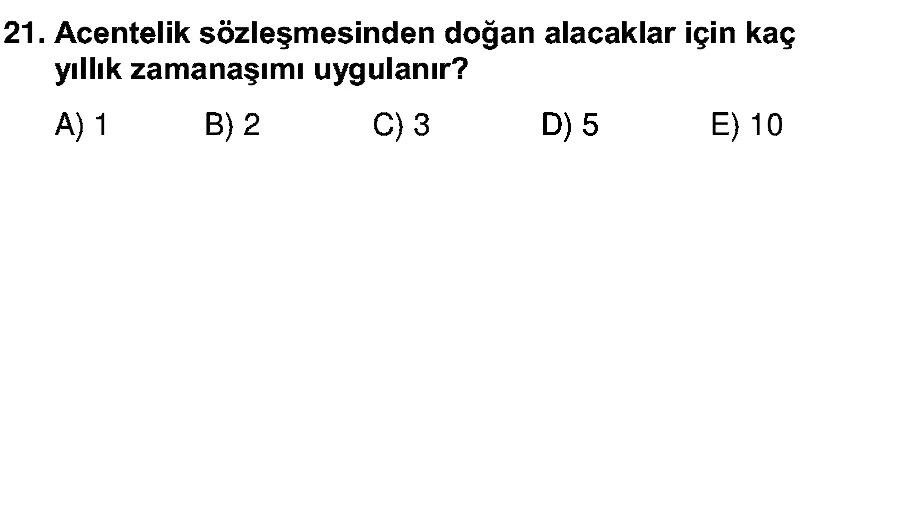 21. Acentelik sözleşmesinden doğan alacaklar için kaç
yıllık zamanaşımı uygulanır?
A) 1 B) 2 C) 3 D) 5 E) 10